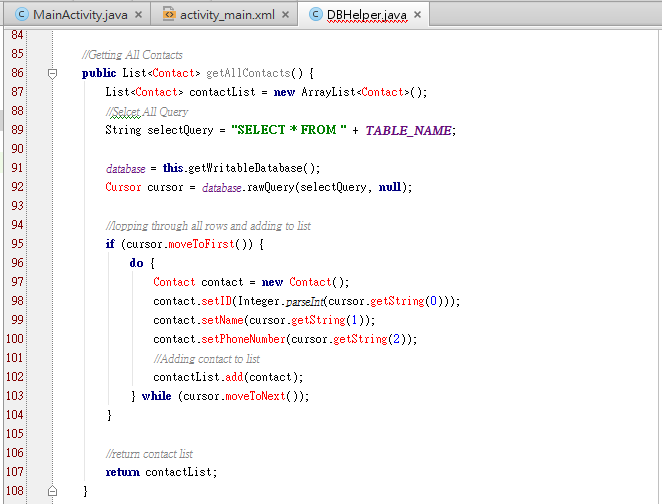 MainActivity.java × activity_main.xml × DBHelper.java ×
84
85 //Getting All Contacts
86 public List<Contact> getAllContacts() {
87 List<Contact> contactList = new ArrayList<Contact>();
88 //Selcet All Query
89 String selectQuery = "SELECT * FROM " + TABLE_NAME;
90
91 database = this.getWritableDatabase();
92 Cursor cursor = database.rawQuery(selectQuery, null);
93
94 //lopping through all rows and adding to list
95 if (cursor.moveToFirst()) {
96 do {
97 Contact contact = new Contact();
98 contact.setID(Integer.parseInt(cursor.getString(0)));
99 contact.setName(cursor.getString(1));
100 contact.setPhoneNumber(cursor.getString(2));
101 //Adding contact to list
102 contactList.add(contact);
103 } while (cursor.moveToNext());
104 }
105
106 //return contact list
107 return contactList;
108 }